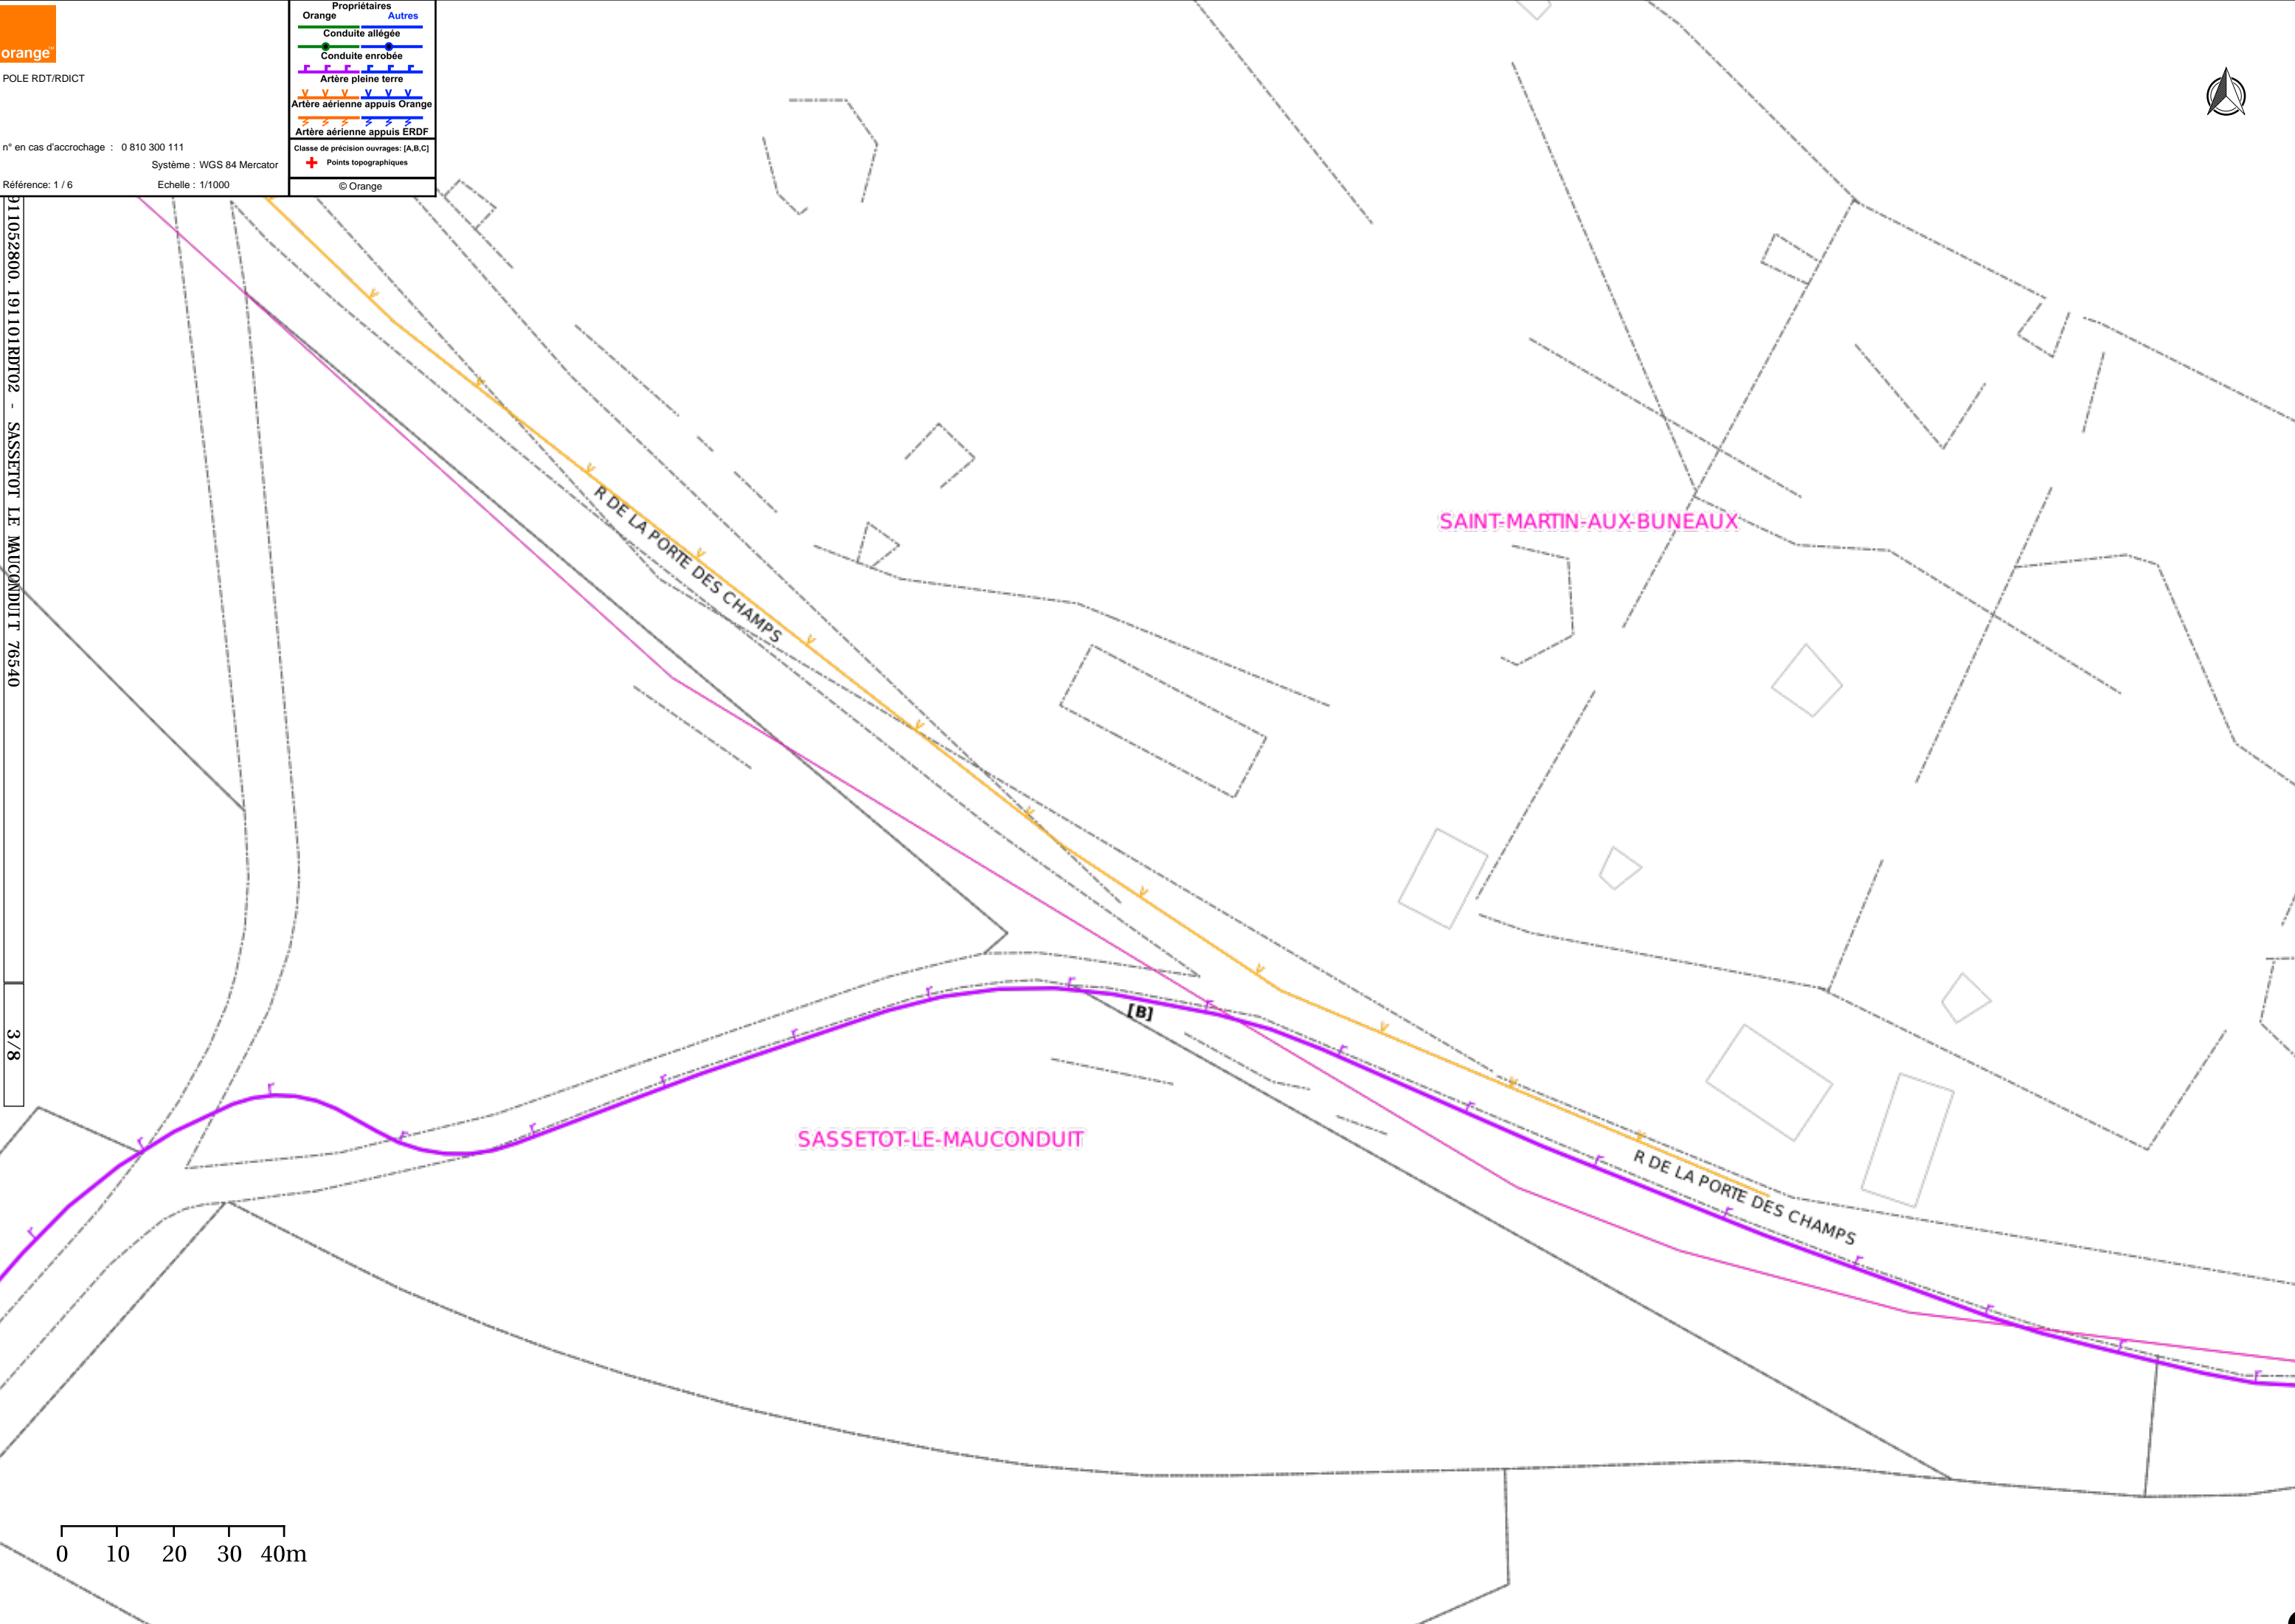 orange™
POLE RDT/RDICT
n° en cas d'accrochage : 0 810 300 111
Système : WGS 84 Mercator
Référence: 1 / 6
Echelle : 1/1000
Propriétaires
Orange Autres
Conduite allégée
Conduite enrobée
Artère pleine terre
Artère aérienne appuis Orange
Artère aérienne appuis ERDF
Classe de précision ouvrages: [A,B,C]
Points topographiques
© Orange
911052800. 191101RDT02 - SASSETOT LE MAUCONDUIT 76540
3/8
R DE LA PORTE DES CHAMPS
SAINT-MARTIN-AUX-BUNEAUX
[B]
SASSETOT-LE-MAUCONDUIT
R DE LA PORTE DES CHAMPS
0 10 20 30 40m